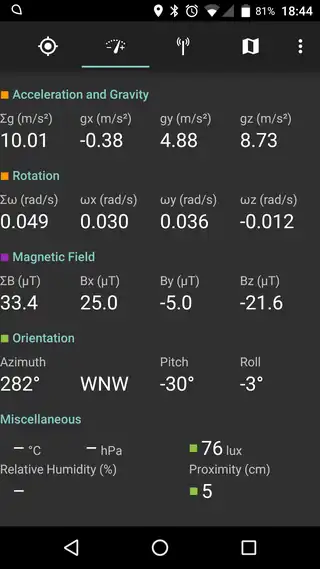 81% 18:44
Acceleration and Gravity
Σg (m/s²) gx (m/s²) gy (m/s²) gz (m/s²)
10.01 -0.38 4.88 8.73
Rotation
Σω (rad/s) ωx (rad/s) ωy (rad/s) ωz (rad/s)
0.049 0.030 0.036 -0.012
Magnetic Field
ΣB (μT) Bx (μT) By (μT) Bz (μT)
33.4 25.0 -5.0 -21.6
Orientation
Azimuth Pitch Roll
282° WNW -30° -3°
Miscellaneous
– °C – hPa 76 lux
Relative Humidity (%) Proximity (cm)
– 5